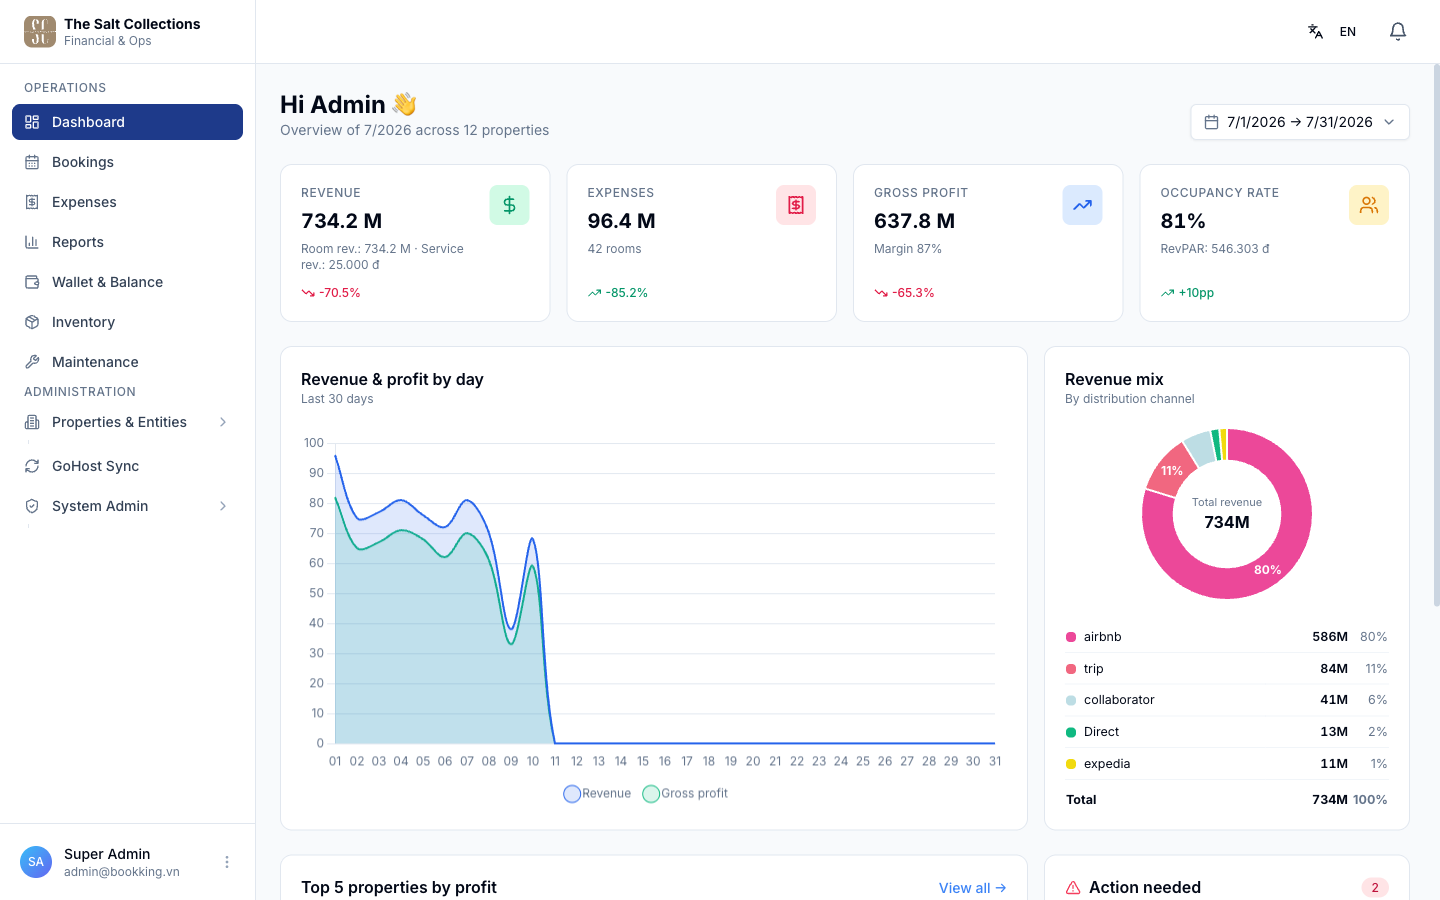 The Salt Collections
Financial & Ops
EN
OPERATIONS
Dashboard
Bookings
Expenses
Reports
Wallet & Balance
Inventory
Maintenance
ADMINISTRATION
Properties & Entities
GoHost Sync
System Admin
SA
Super Admin
admin@bookking.vn
Hi Admin 👋
Overview of 7/2026 across 12 properties
7/1/2026 → 7/31/2026
REVENUE
734.2 M
Room rev.: 734.2 M · Service
rev.: 25.000 đ
-70.5%
EXPENSES
96.4 M
42 rooms
-85.2%
GROSS PROFIT
637.8 M
Margin 87%
-65.3%
OCCUPANCY RATE
81%
RevPAR: 546.303 đ
+10pp
Revenue & profit by day
Last 30 days
100
90
80
70
60
50
40
30
20
10
0
01 02 03 04 05 06 07 08 09 10 11 12 13 14 15 16 17 18 19 20 21 22 23 24 25 26 27 28 29 30 31
Revenue Gross profit
Revenue mix
By distribution channel
11%
Total revenue
734M
80%
airbnb 586M 80%
trip 84M 11%
collaborator 41M 6%
Direct 13M 2%
expedia 11M 1%
Total 734M 100%
Top 5 properties by profit
View all →
Action needed
2